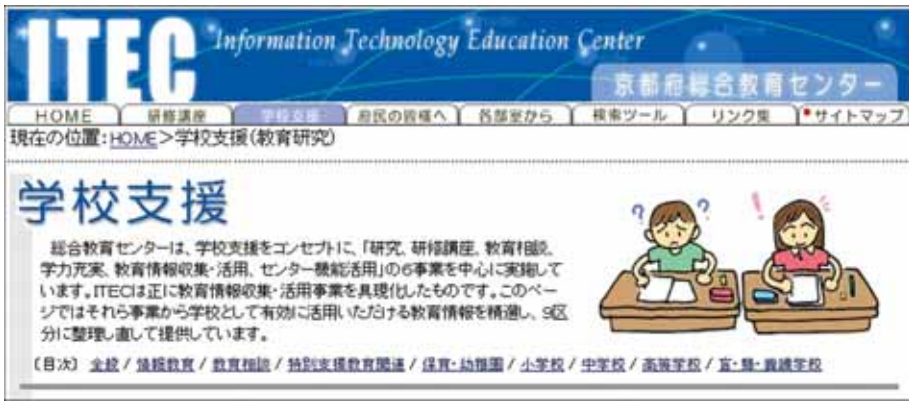 ITEC Information Technology Education Center
京都府総合教育センター
HOME 研修講座 学校支援 府民の皆様へ 各部室から 検索ツール リンク集 サイトマップ
現在の位置:HOME>学校支援(教育研究)
学校支援
総合教育センターは、学校支援をコンセプトに、「研究、研修講座、教育相談、
学力充実、教育情報収集・活用、センター機能活用」の6事業を中心に実施して
います。ITECは正に教育情報収集・活用事業を具現化したものです。このペー
ジではそれら事業から学校として有効に活用いただける教育情報を精選し、9区
分に整理し直して提供しています。
〔目次〕 全般 / 情報教育 / 教育相談 / 特別支援教育関連 / 保育・幼稚園 / 小学校 / 中学校 / 高等学校 / 盲・聾・養護学校
? ? ! !